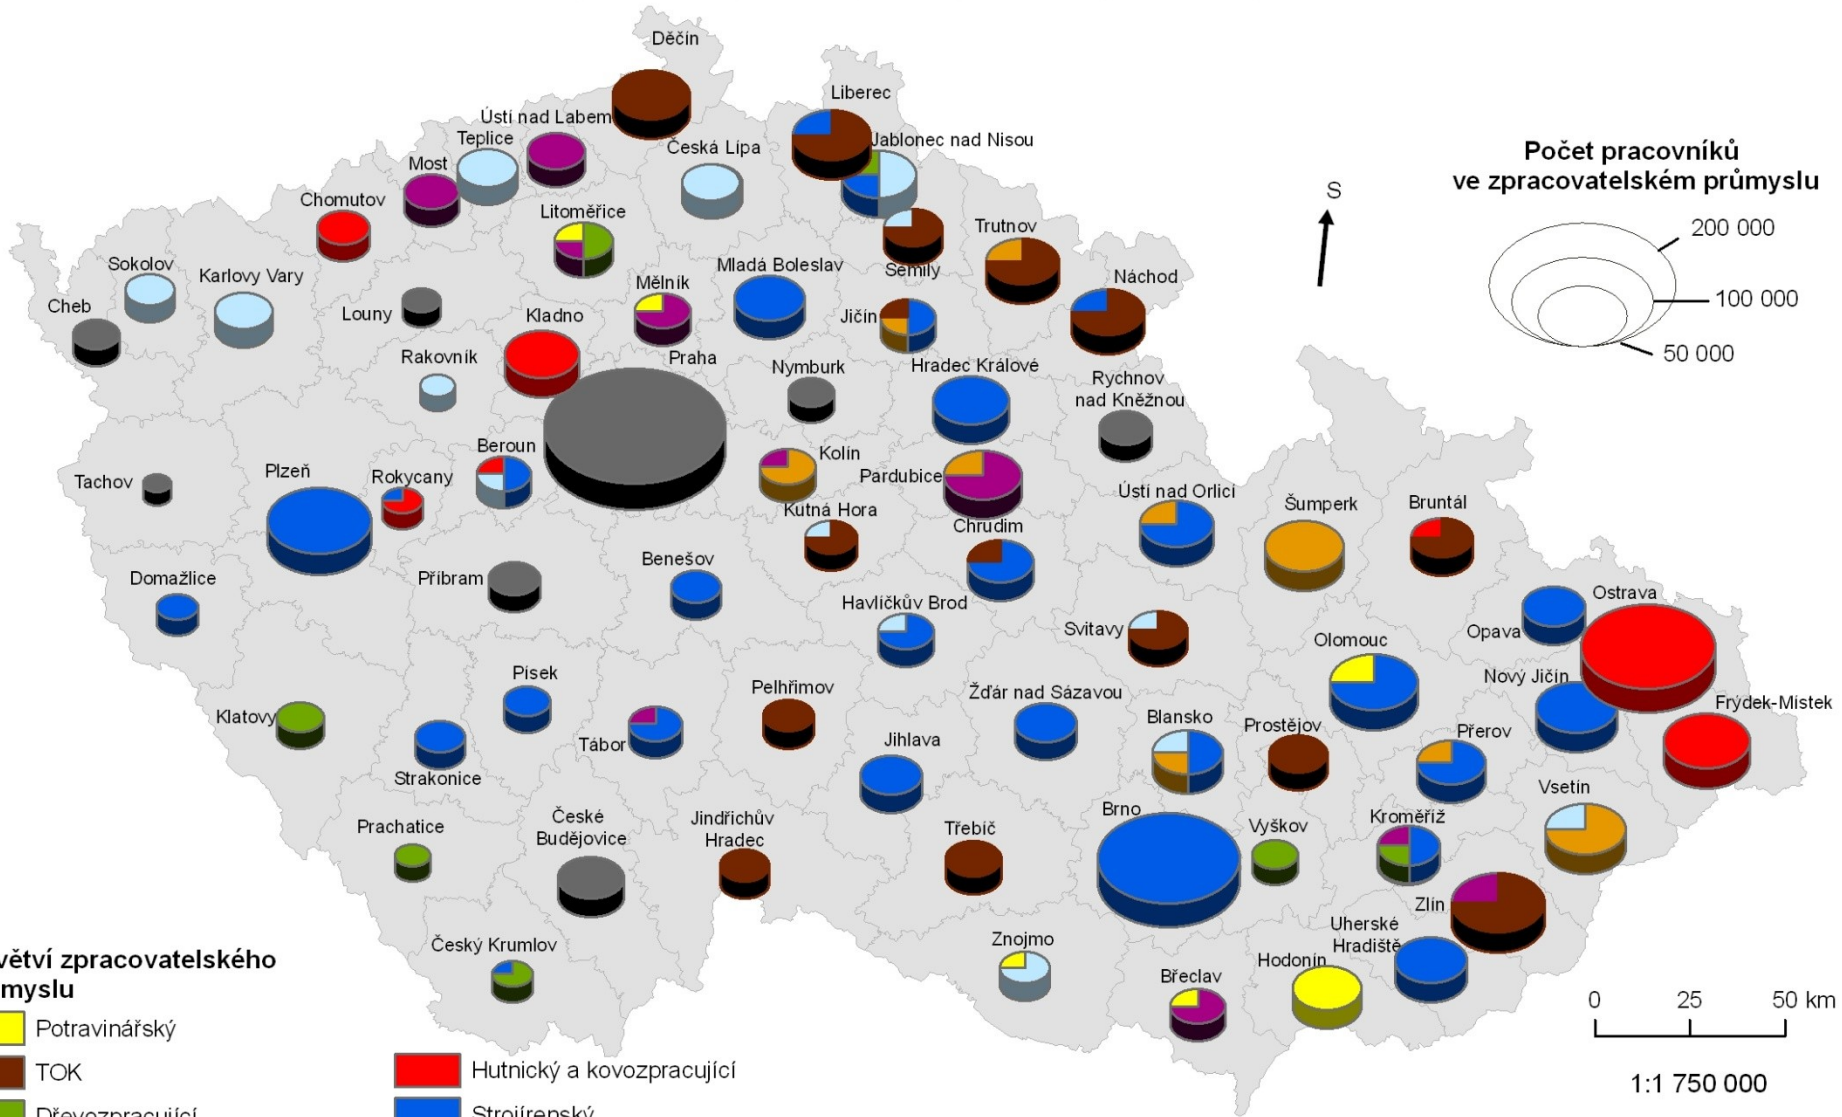 Děčín
Liberec
Ústí nad Labem
Teplice
Česká Lípa
Jablonec nad Nisou
Most
Chomutov
Litoměřice
Trutnov
Semily
Náchod
Sokolov
Karlovy Vary
Cheb
Louny
Mělník
Mladá Boleslav
Jičín
Kladno
Rakovník
Praha
Nymburk
Hradec Králové
Rychnov
nad Kněžnou
Počet pracovníků
ve zpracovatelském průmyslu
200 000
100 000
50 000
S
Tachov
Plzeň
Rokycany
Beroun
Kolín
Pardubice
Kutná Hora
Chrudim
Ústí nad Orlicí
Šumperk
Bruntál
Domažlice
Příbram
Benešov
Havlíčkův Brod
Svitavy
Olomouc
Opava
Ostrava
Nový Jičín
Frýdek-Místek
Klatovy
Písek
Strakonice
Tábor
Pelhřimov
Jihlava
Žďár nad Sázavou
Blansko
Prostějov
Přerov
Vsetín
Prachatice
České
Budějovice
Jindřichův
Hradec
Třebíč
Brno
Vyškov
Kroměříž
Zlín
Uherské
Hradiště
Český Krumlov
Znojmo
Břeclav
Hodonín
0 25 50 km
1:1 750 000
větví zpracovatelského
myslu
Potravinářský
TOK
Dřevozpracující
Hutnický a kovozpracující
Strojírenský